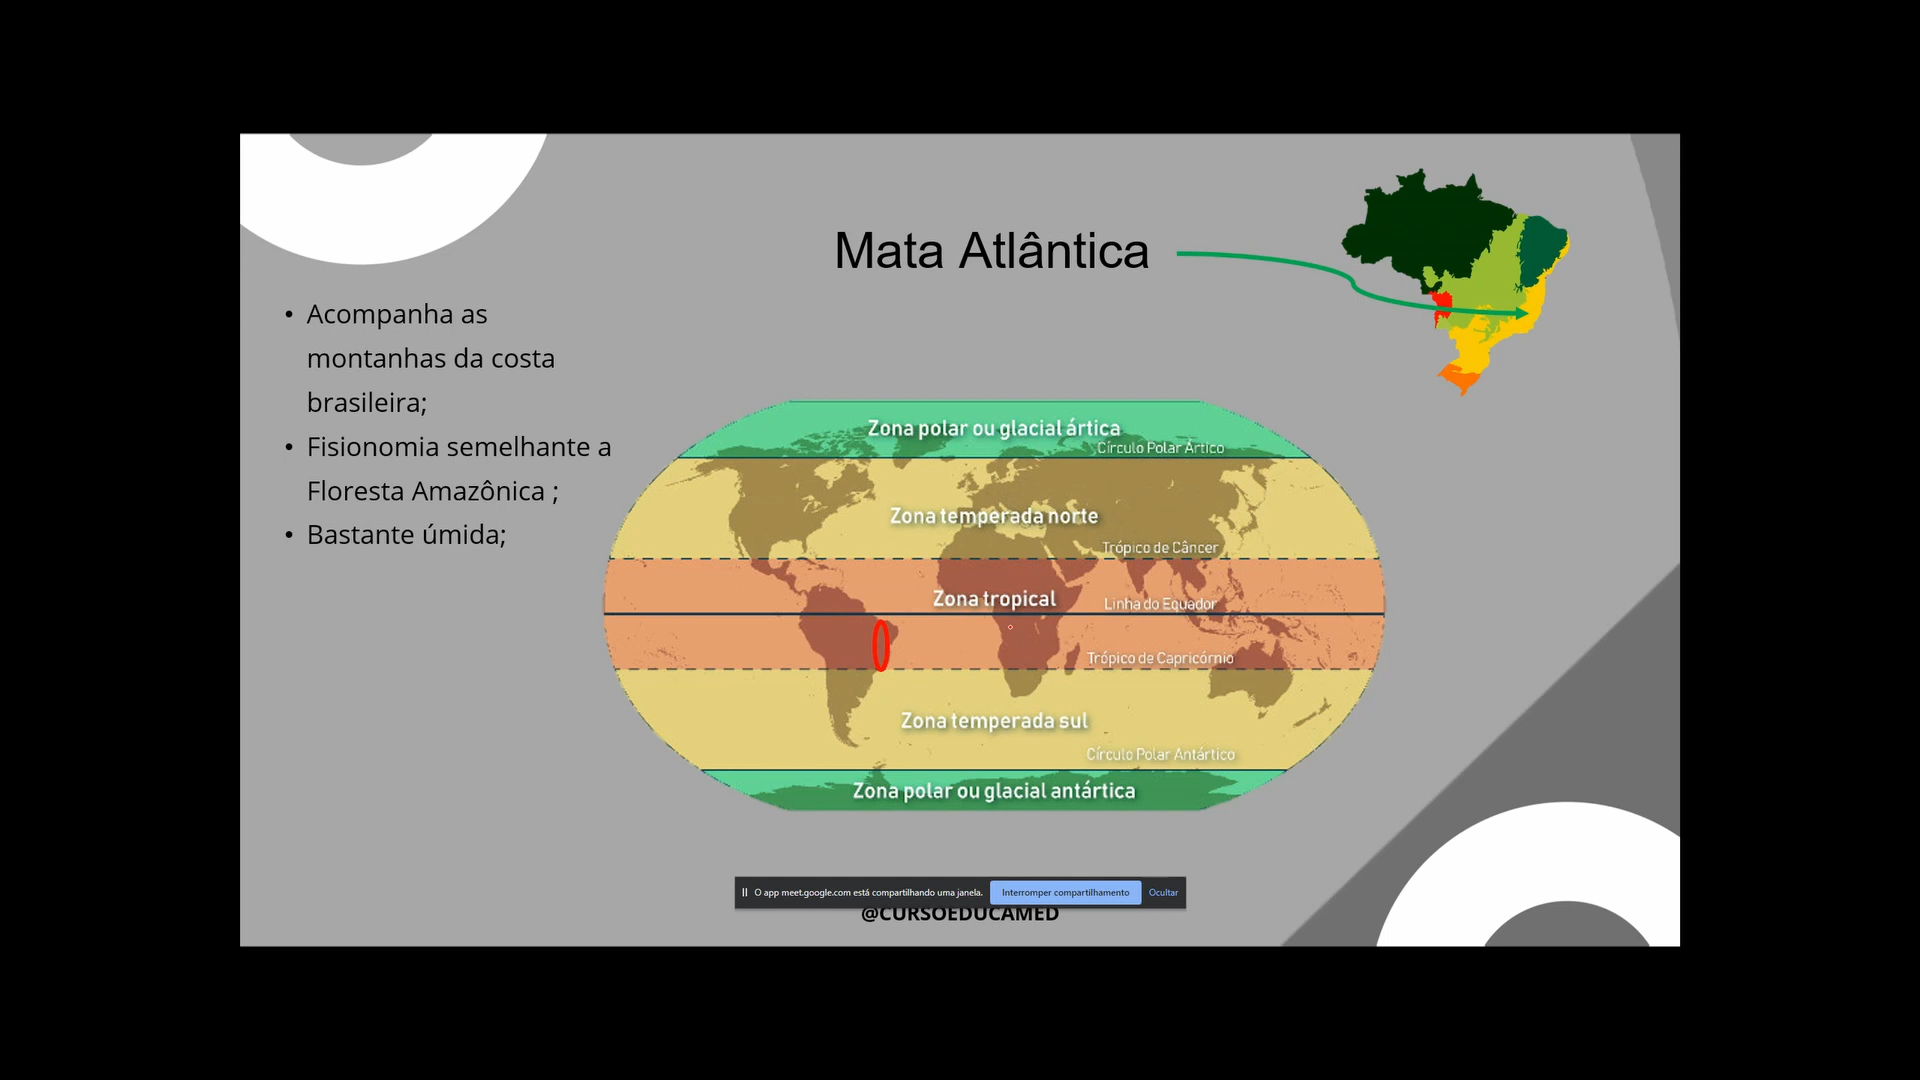 Mata Atlântica
• Acompanha as
montanhas da costa
brasileira;
• Fisionomia semelhante a
Floresta Amazônica ;
• Bastante úmida;
Zona polar ou glacial ártica
Círculo Polar Ártico
Zona temperada norte
Trópico de Câncer
Zona tropical
Linha do Equador
Trópico de Capricórnio
Zona temperada sul
Círculo Polar Antártico
Zona polar ou glacial antártica
O app meet.google.com está compartilhando uma janela. Interromper compartilhamento Ocultar
@CURSOEDUCAMED